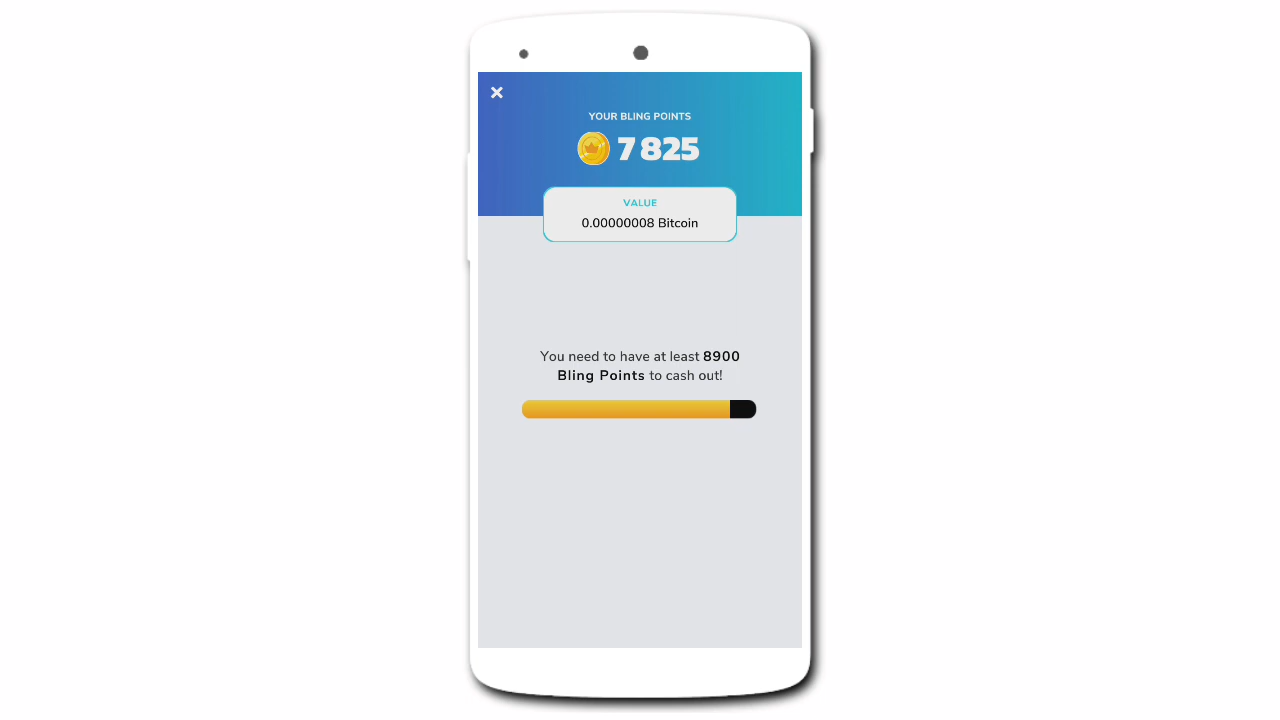 YOUR BLING POINTS
7 825
VALUE
0.00000008 Bitcoin
You need to have at least 8900
Bling Points to cash out!